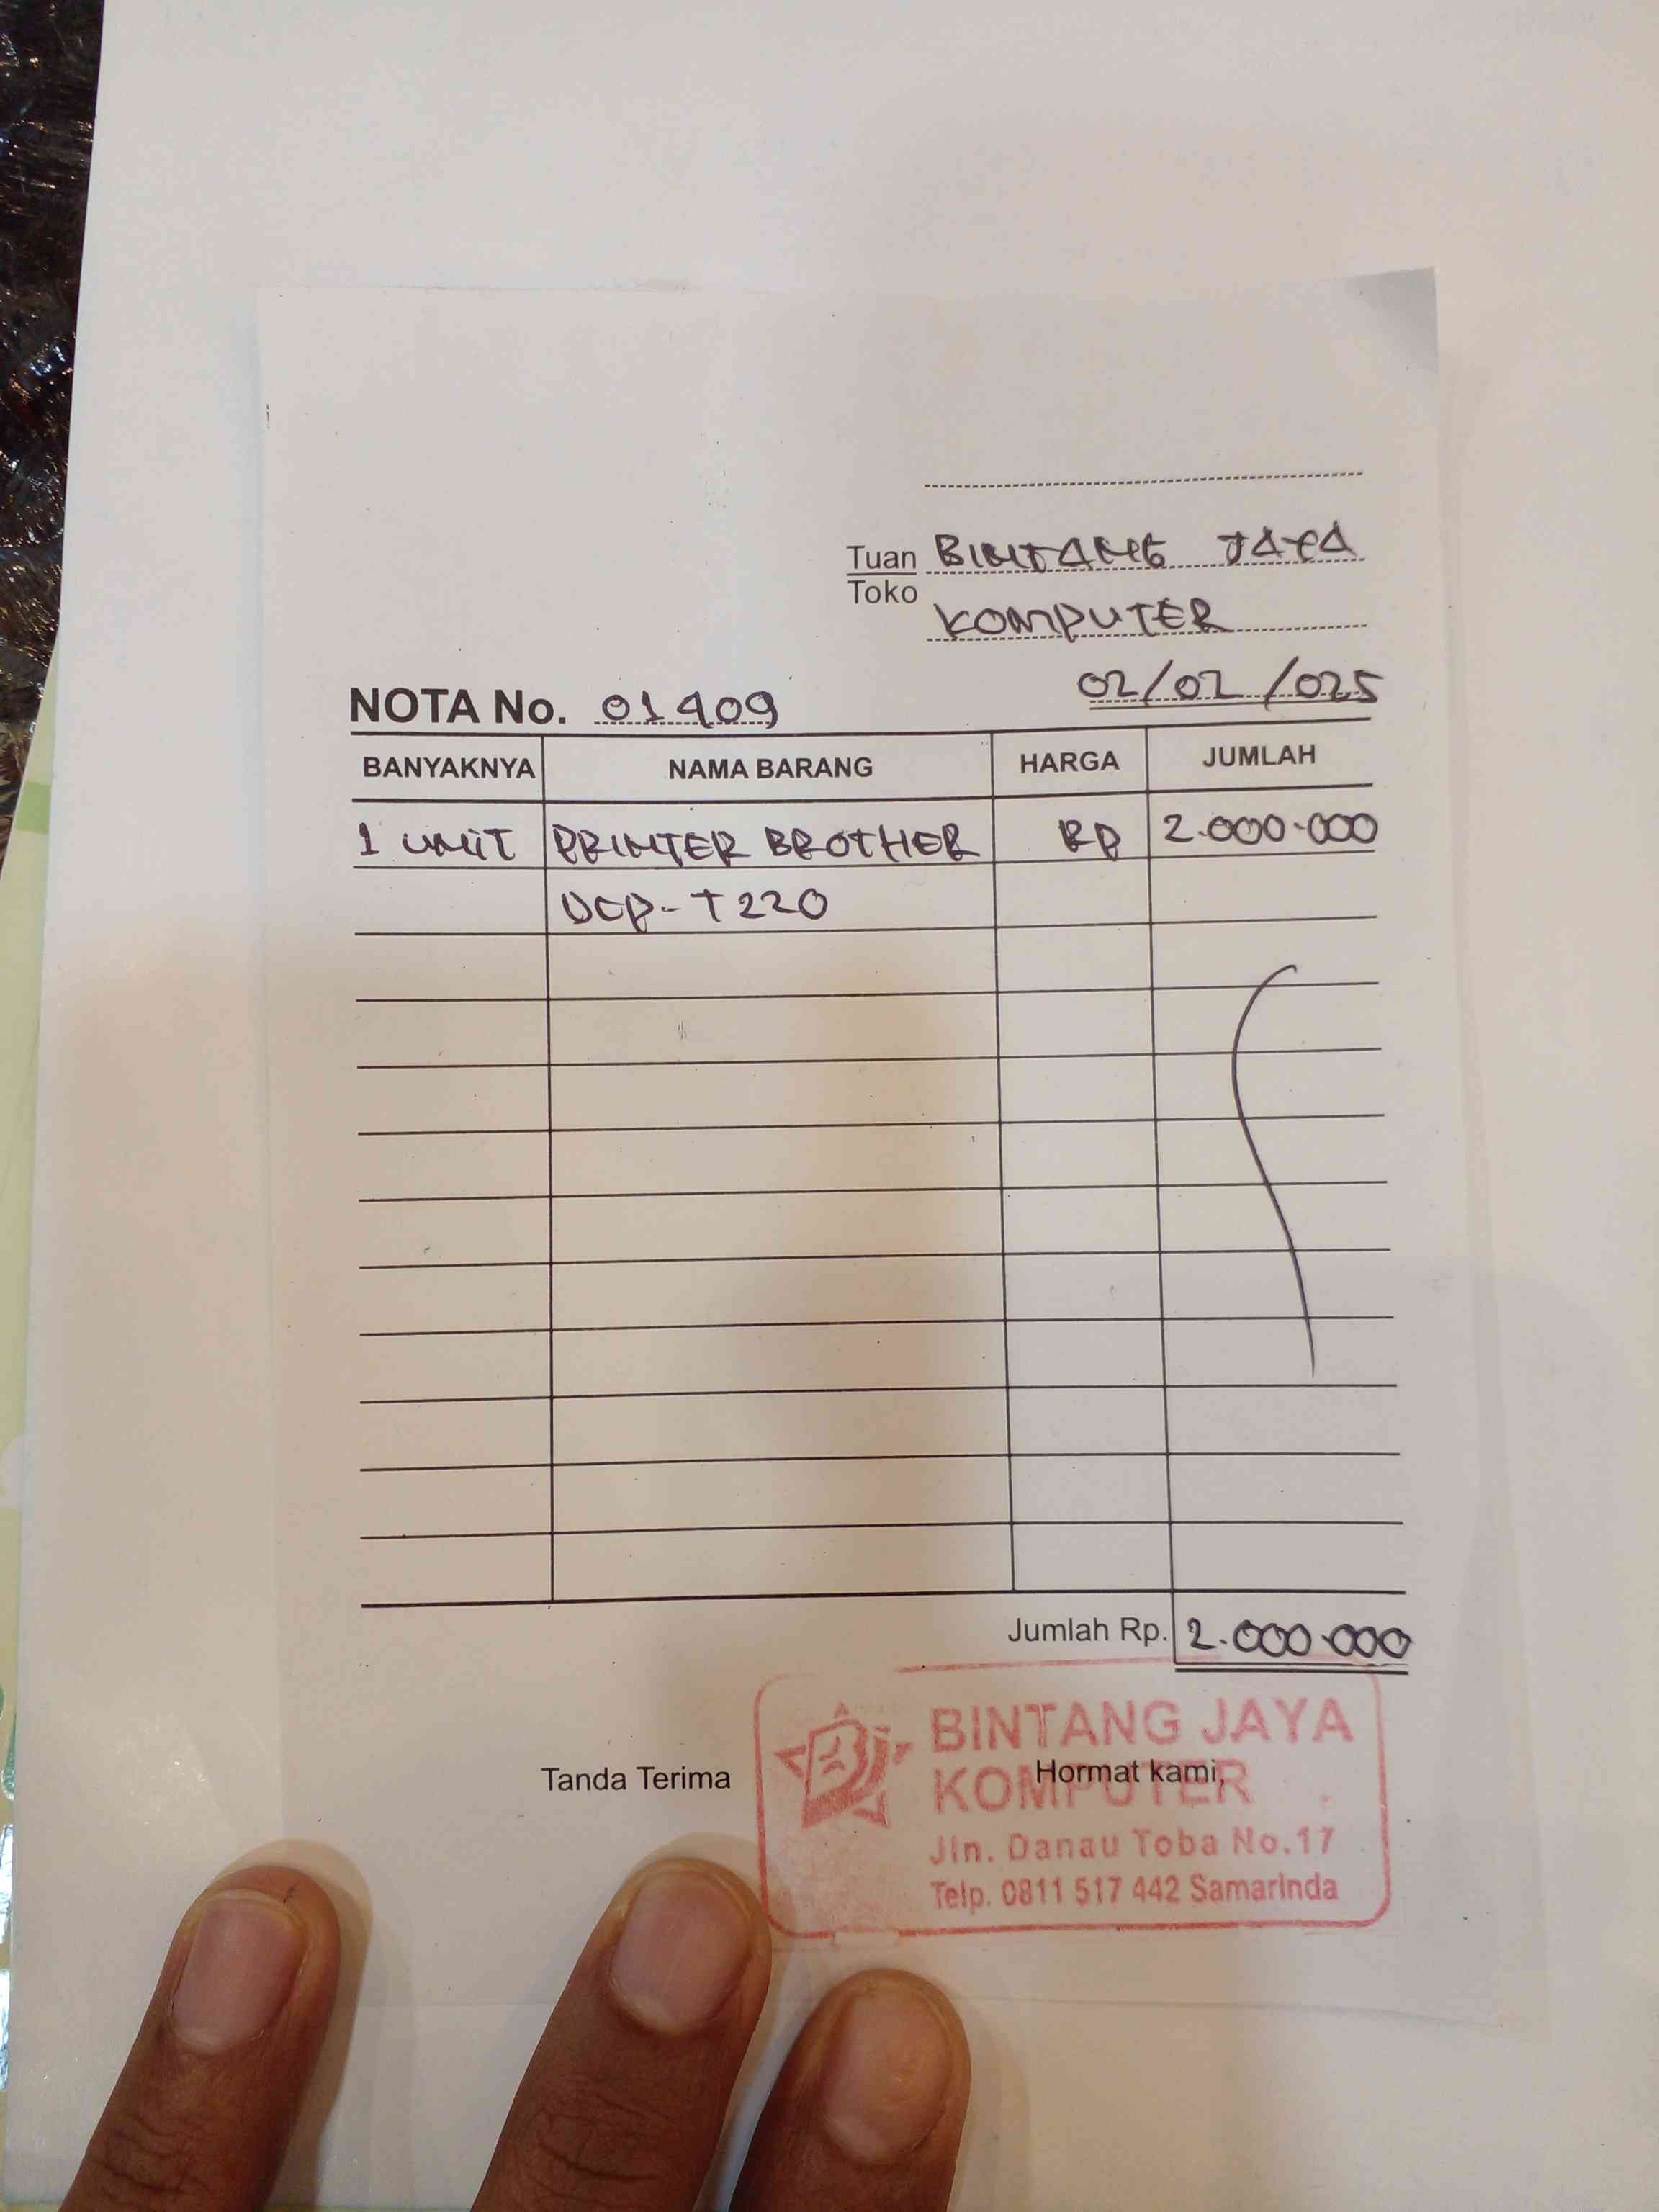 Tuan BINTANG JAYA
Toko
KOMPUTER
NOTA No. 01409 02/02/025
BANYAKNYA NAMA BARANG HARGA JUMLAH
1 UNIT PRINTER BROTHER RP 2.000.000
DCP-T220
Jumlah Rp. 2.000.000
Tanda Terima Hormat kami,
BINTANG JAYA
KOMPUTER
Jln. Danau Toba No.17
Telp. 0811 517 442 Samarinda